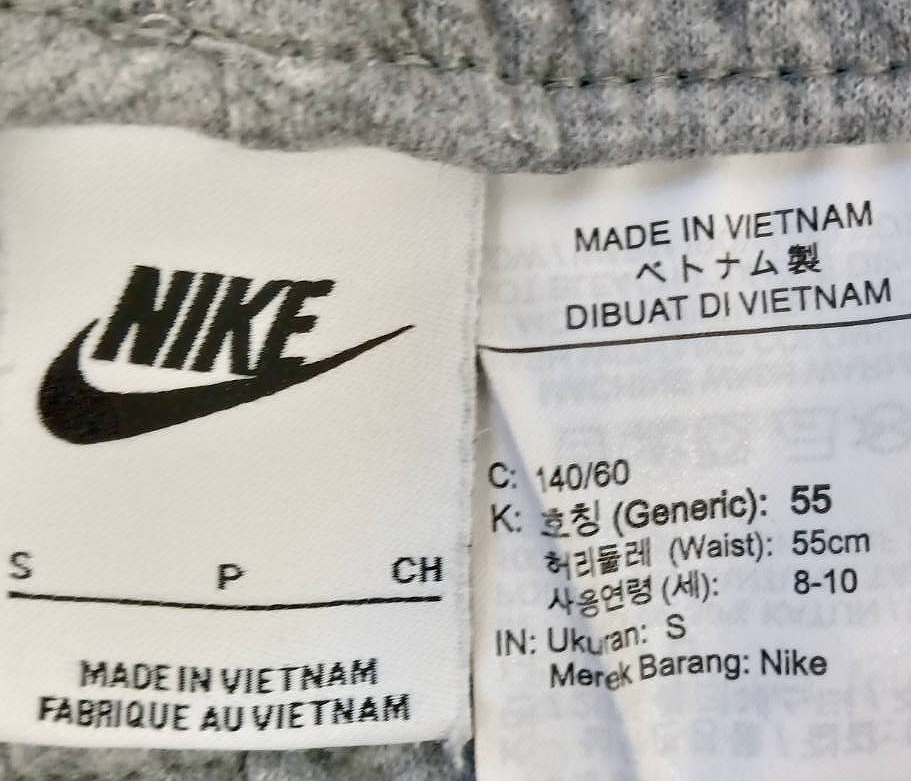 NIKE
S P CH
MADE IN VIETNAM
FABRIQUE AU VIETNAM
MADE IN VIETNAM
ベトナム製
DIBUAT DI VIETNAM
C: 140/60
K: 호칭 (Generic): 55
허리둘레 (Waist): 55cm
사용연령 (세): 8-10
IN: Ukuran: S
Merek Barang: Nike